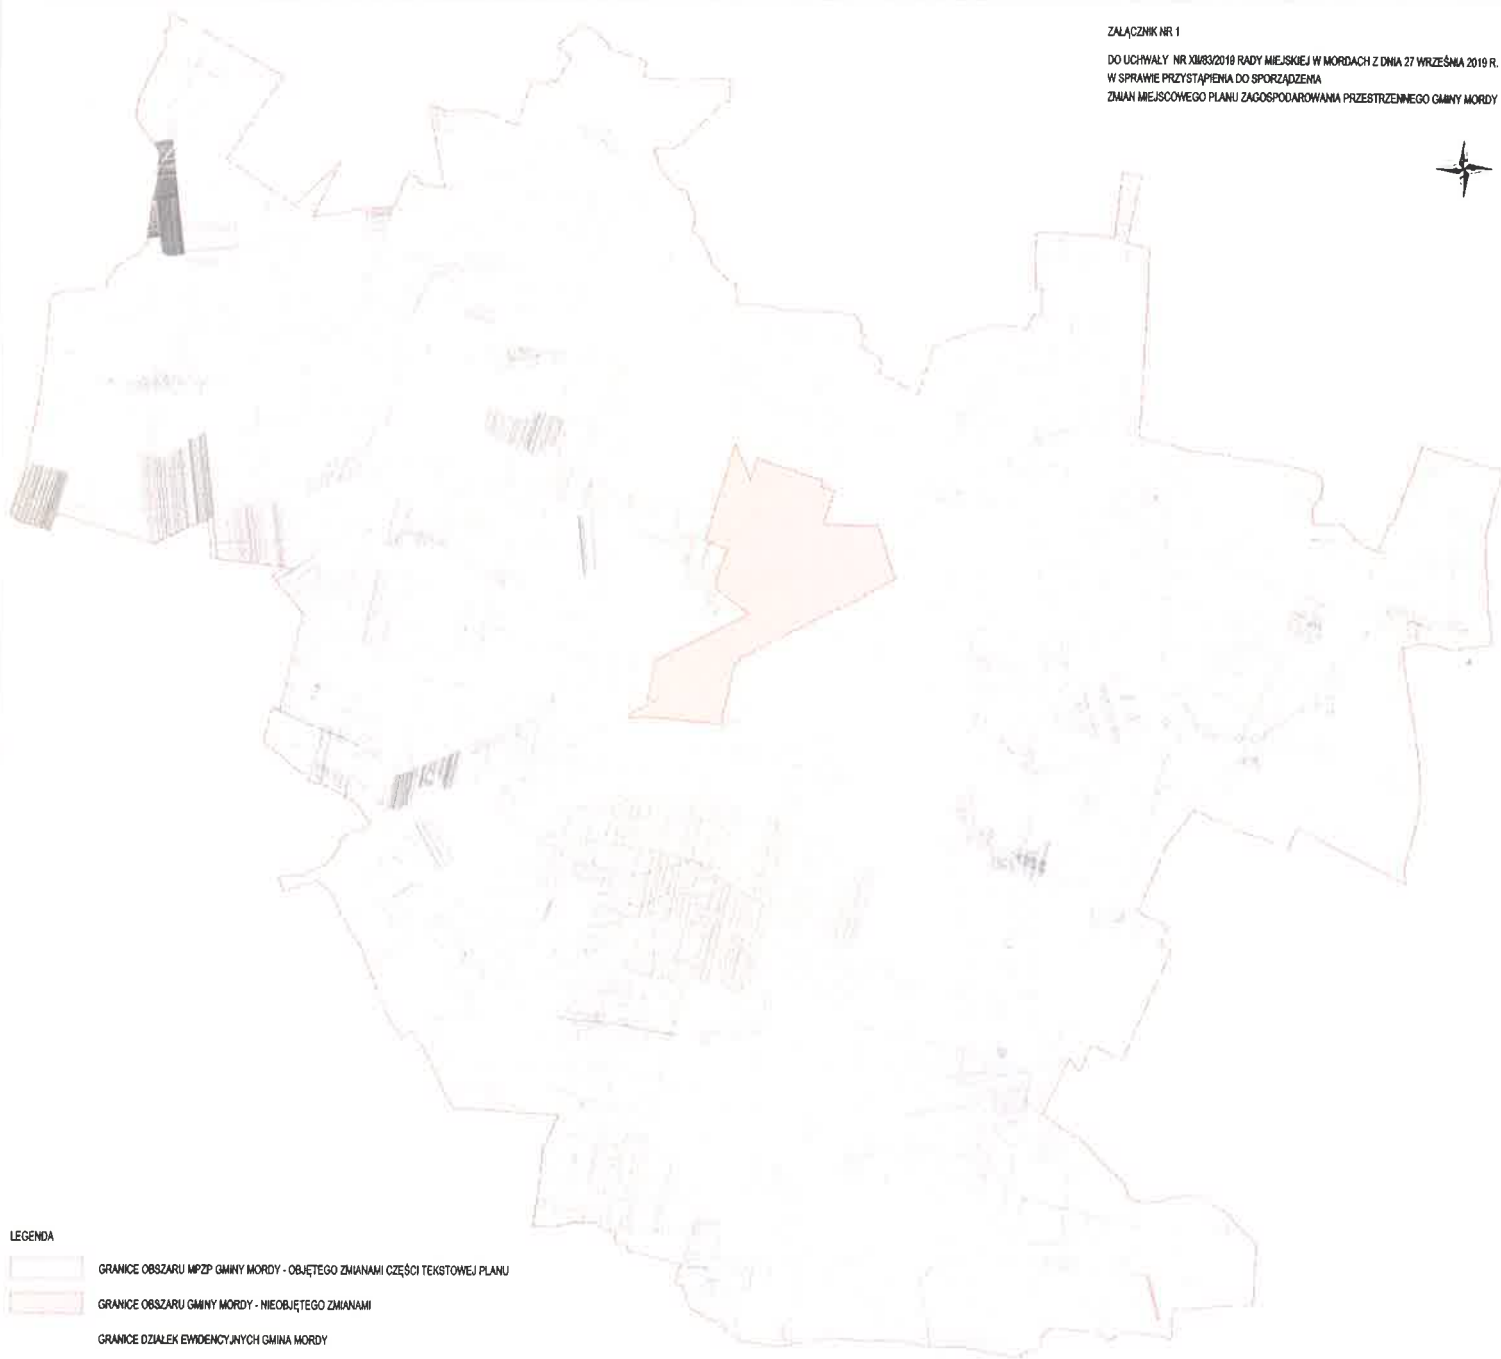 ZAŁĄCZNIK NR 1
DO UCHWAŁY NR XII/83/2019 RADY MIEJSKIEJ W MORDACH Z DNIA 27 WRZEŚNIA 2019 R.
W SPRAWIE PRZYSTĄPIENIA DO SPORZĄDZENIA
ZMIAN MIEJSCOWEGO PLANU ZAGOSPODAROWANIA PRZESTRZENNEGO GMINY MORDY
LEGENDA
GRANICE OBSZARU MPZP GMINY MORDY - OBJĘTEGO ZMIANAMI CZĘŚCI TEKSTOWEJ PLANU
GRANICE OBSZARU GMINY MORDY - NIEOBJĘTEGO ZMIANAMI
GRANICE DZIAŁEK EWIDENCYJNYCH GMINA MORDY